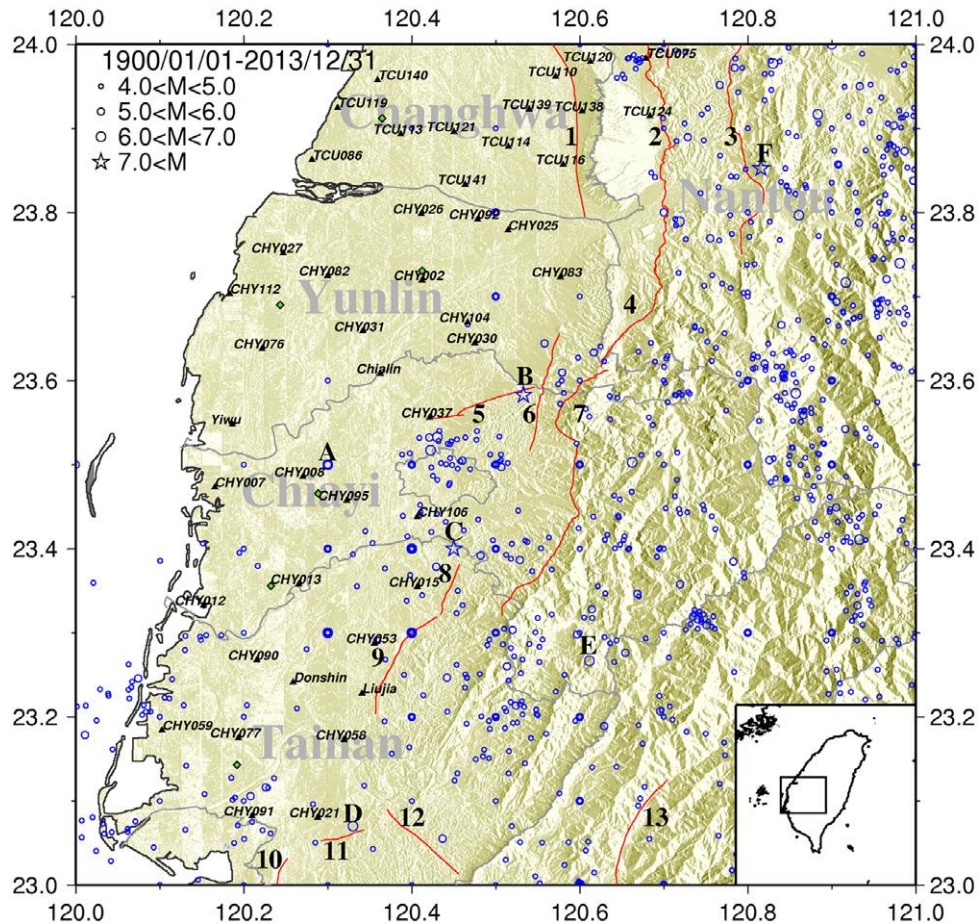 120.0 120.2 120.4 120.6 120.8 121.0
24.0 24.0
1900/01/01-2013/12/31
4.0<M<5.0
5.0<M<6.0
6.0<M<7.0
7.0<M
TCU120 TCU075
TCU140 TCU110
TCU119 TCU139 TCU138 TCU124
Changhwa
TCU113 TCU121 1 2 3
TCU114
TCU086 TCU116 F
TCU141
Nantou
23.8 CHY026 CHY092 23.8
CHY025
CHY027
CHY082 CHY002 CHY083
CHY112 Yunlin 4
CHY104
CHY031
CHY076 CHY030
Chialin
23.6 B 23.6
CHY037 5 6 7
Yiwu
A
CHY008
CHY007 Chiayi CHY095
CHY106
C
23.4 23.4
8
CHY013 CHY015
CHY012
CHY053
9 E
CHY090
Donshin Liujia
23.2 23.2
CHY059 CHY077 CHY058
Tainan
CHY091 CHY021 D 12 13
11
10
23.0 23.0
120.0 120.2 120.4 120.6 120.8 121.0